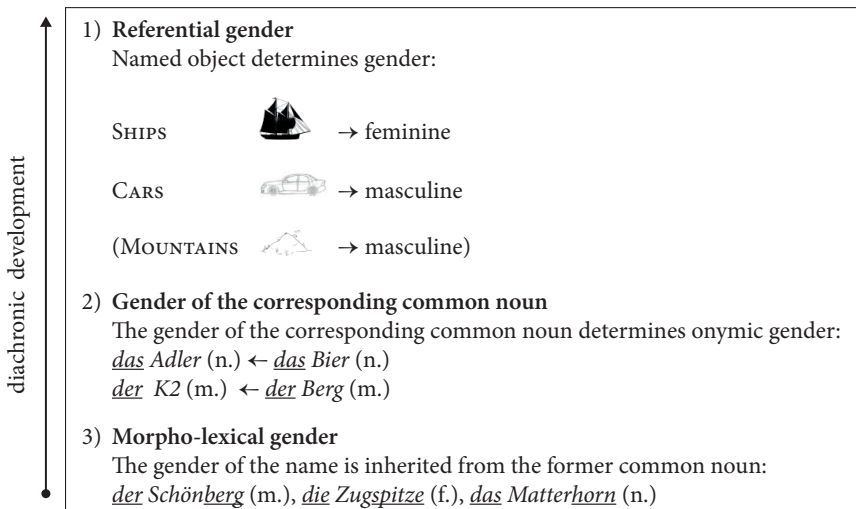 diachronic development
1) Referential gender
Named object determines gender:
SHIPS → feminine
CARS → masculine
(MOUNTAINS → masculine)
2) Gender of the corresponding common noun
The gender of the corresponding common noun determines onymic gender:
das Adler (n.) ← das Bier (n.)
der K2 (m.) ← der Berg (m.)
3) Morpho-lexical gender
The gender of the name is inherited from the former common noun:
der Schönberg (m.), die Zugspitze (f.), das Matterhorn (n.)